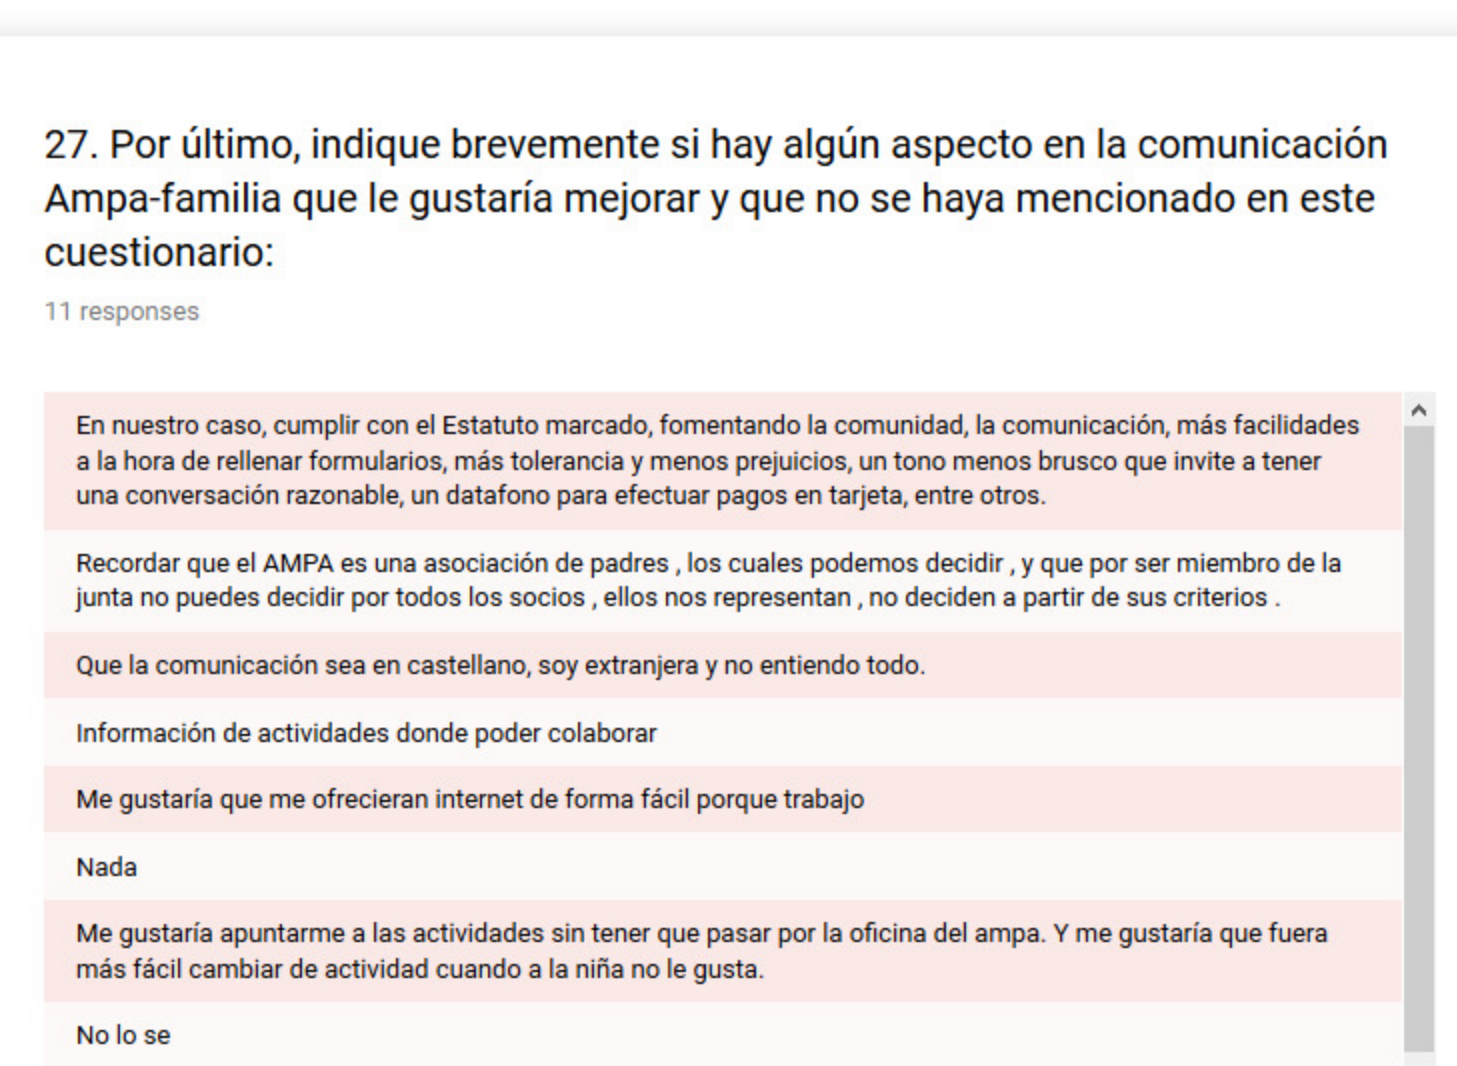 27. Por último, indique brevemente si hay algún aspecto en la comunicación
Ampa-familia que le gustaría mejorar y que no se haya mencionado en este
cuestionario:
11 responses
En nuestro caso, cumplir con el Estatuto marcado, fomentando la comunidad, la comunicación, más facilidades
a la hora de rellenar formularios, más tolerancia y menos prejuicios, un tono menos brusco que invite a tener
una conversación razonable, un datafono para efectuar pagos en tarjeta, entre otros.
Recordar que el AMPA es una asociación de padres , los cuales podemos decidir , y que por ser miembro de la
junta no puedes decidir por todos los socios , ellos nos representan , no deciden a partir de sus criterios .
Que la comunicación sea en castellano, soy extranjera y no entiendo todo.
Información de actividades donde poder colaborar
Me gustaría que me ofrecieran internet de forma fácil porque trabajo
Nada
Me gustaría apuntarme a las actividades sin tener que pasar por la oficina del ampa. Y me gustaría que fuera
más fácil cambiar de actividad cuando a la niña no le gusta.
No lo se